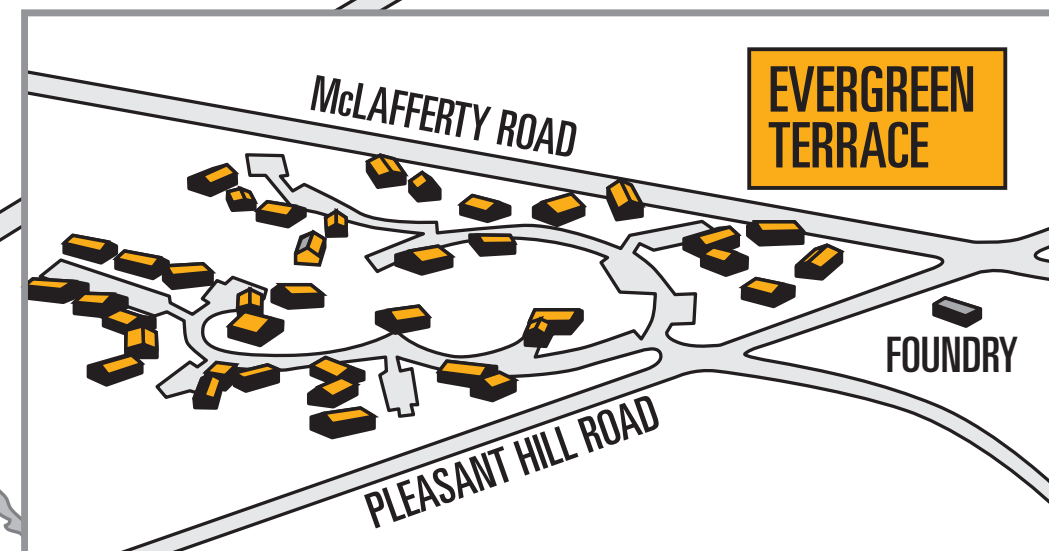 McLAFFERTY ROAD
EVERGREEN
TERRACE
FOUNDRY
PLEASANT HILL ROAD